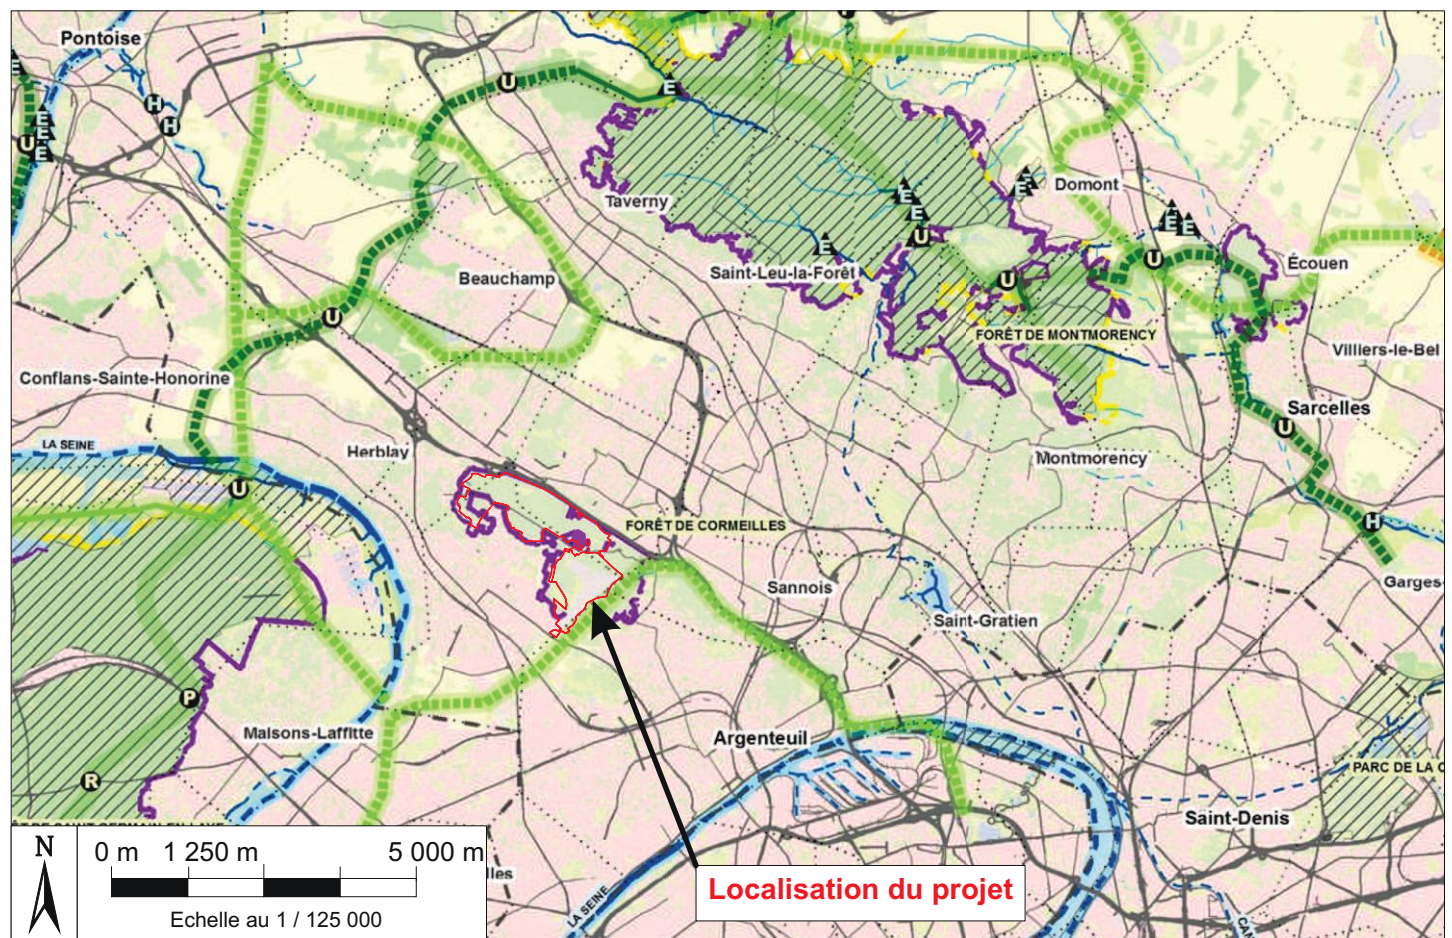 Pontoise
E
U
E
E
E
H
H
U
E
U
Taverny
Beauchamp
Saint-Leu-la-Forêt
E
E
E
U
E
E
Domont
E
E
E
U
U
Écouen
FORÊT DE MONTMORENCY
Villiers-le-Bel
Conflans-Sainte-Honorine
U
Sarcelles
U
LA SEINE
Herblay
Montmorency
U
FORÊT DE CORMEILLES
H
Sannois
Garges
Saint-Gratien
P
Maisons-Laffitte
Argenteuil
R
PARC DE LA C
Saint-Denis
LA SEINE
CAN
lles
N
0 m 1 250 m 5 000 m
Echelle au 1 / 125 000
Localisation du projet